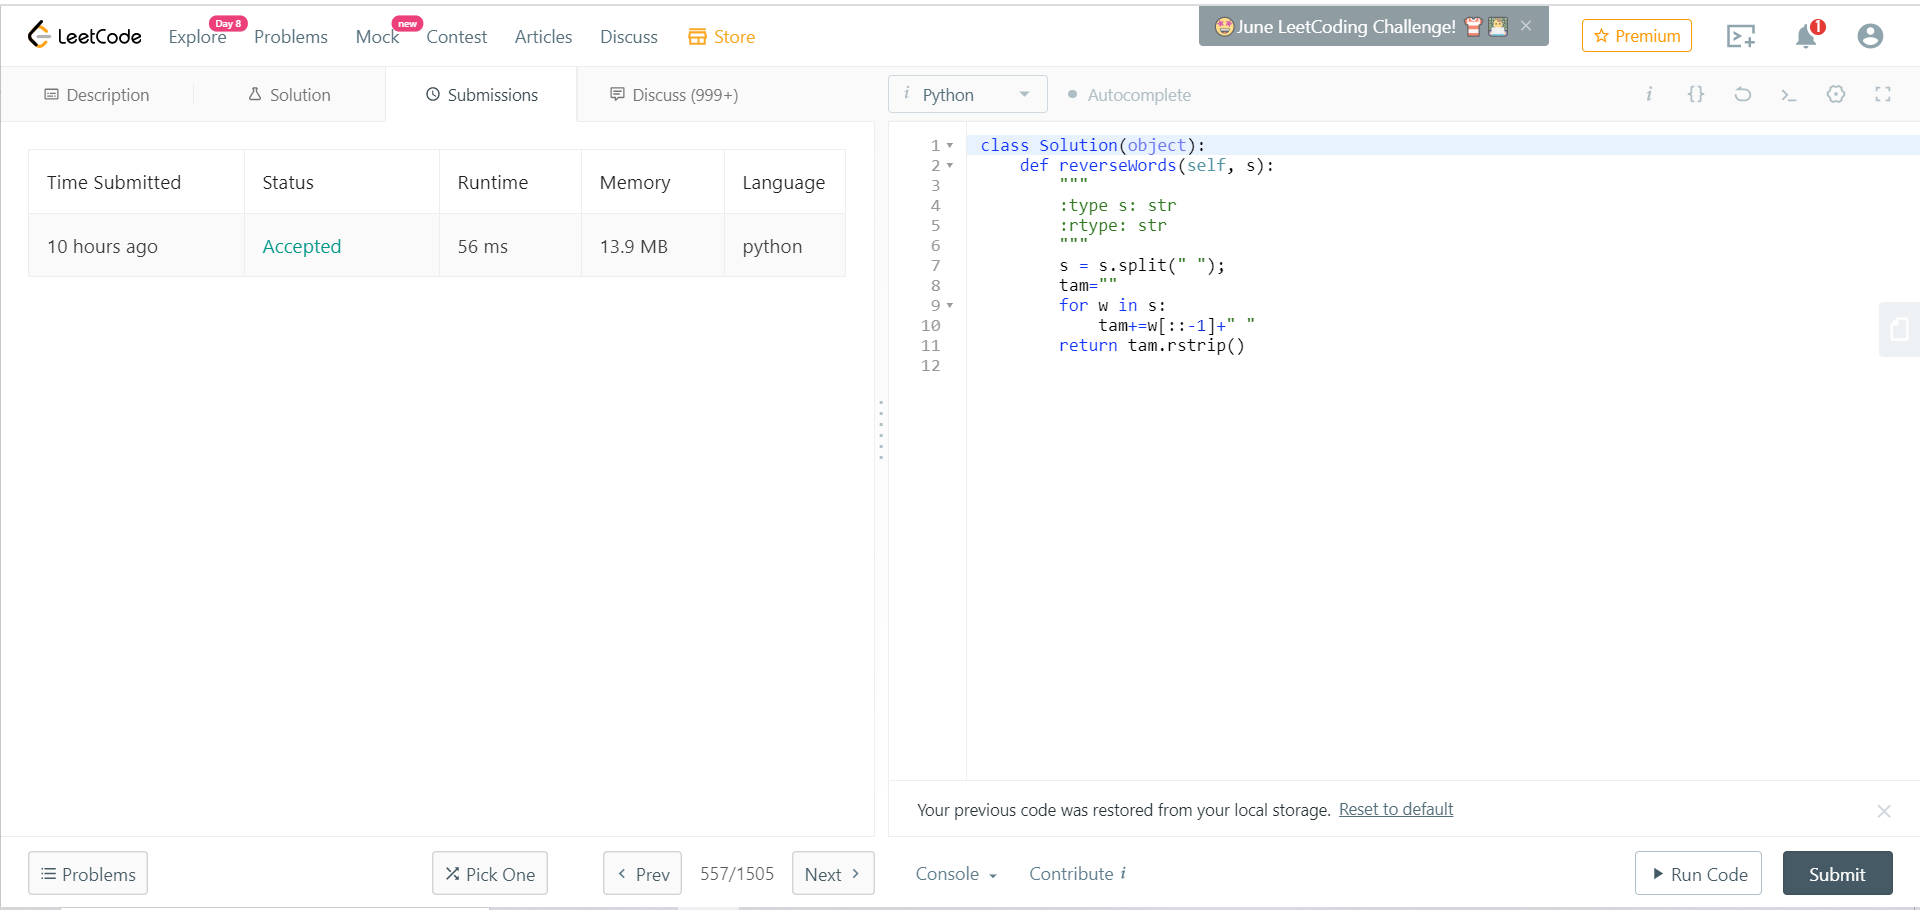 LeetCode Explore Day 8 Problems Mock new Contest Articles Discuss Store June LeetCoding Challenge! Premium 1
Description Solution Submissions Discuss (999+) i Python Autocomplete i {}
Time Submitted Status Runtime Memory Language
10 hours ago Accepted 56 ms 13.9 MB python
1 class Solution(object):
2 def reverseWords(self, s):
3 """
4 :type s: str
5 :rtype: str
6 """
7 s = s.split(" ");
8 tam=""
9 for w in s:
10 tam+=w[::-1]+" "
11 return tam.rstrip()
12
Your previous code was restored from your local storage. Reset to default
Problems Pick One Prev 557/1505 Next Console Contribute i Run Code Submit